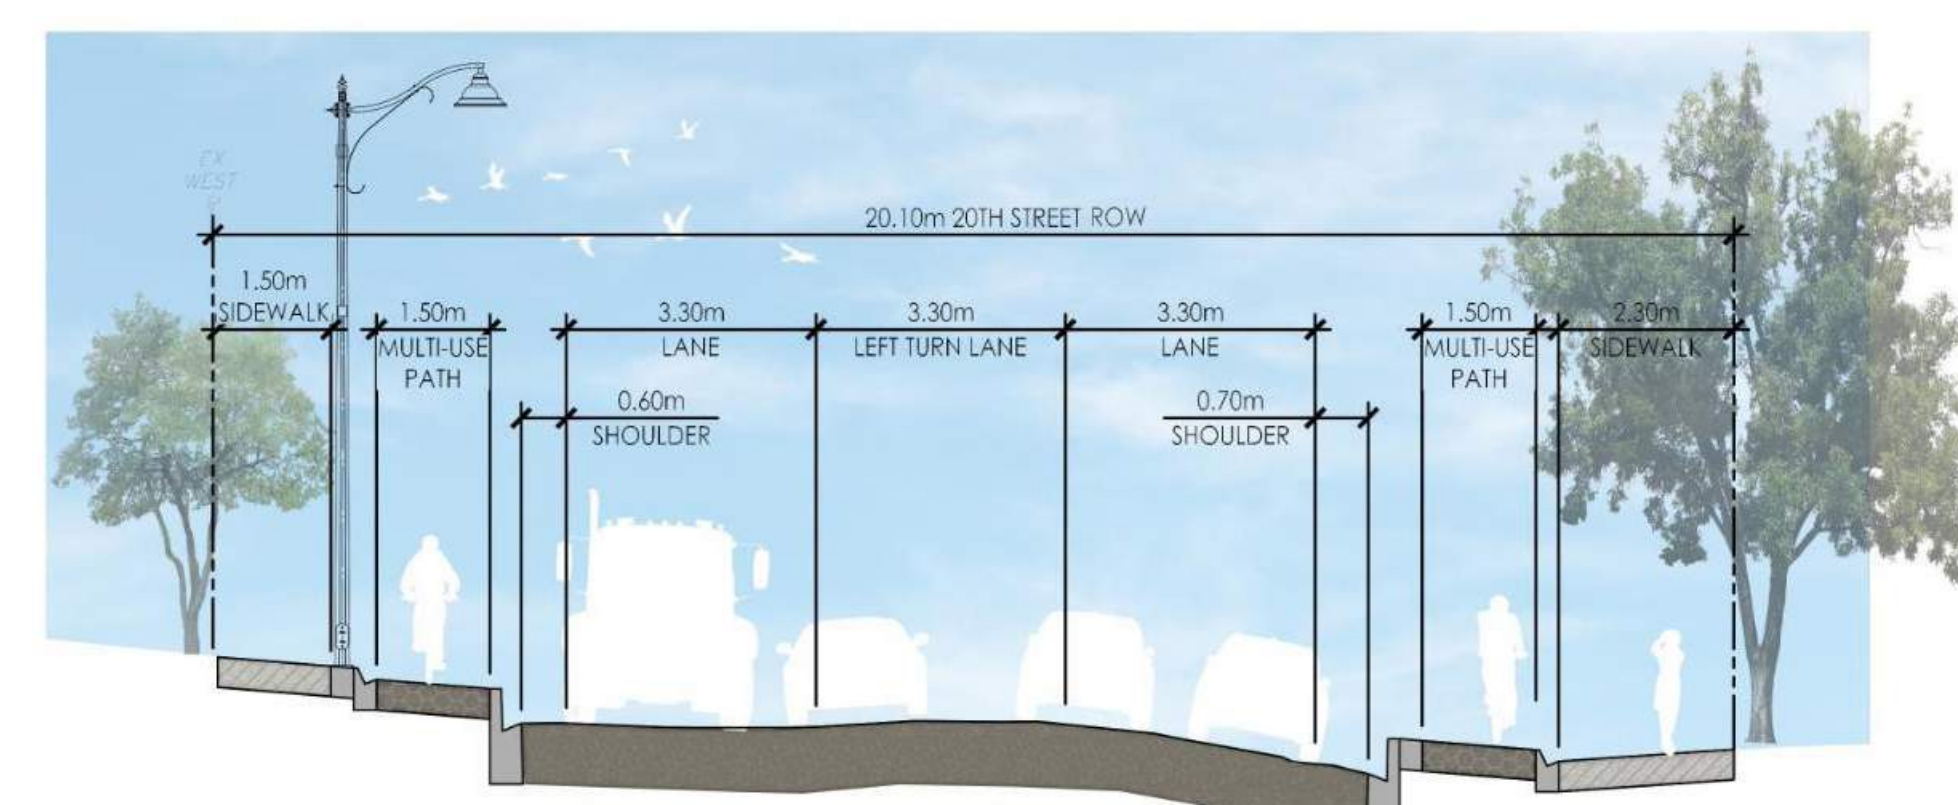 EX
WEST
20.10m 20TH STREET ROW
1.50m
SIDEWALK
1.50m
MULTI-USE
PATH
3.30m
LANE
3.30m
LEFT TURN LANE
3.30m
LANE
1.50m
MULTI-USE
PATH
2.30m
SIDEWALK
0.60m
SHOULDER
0.70m
SHOULDER